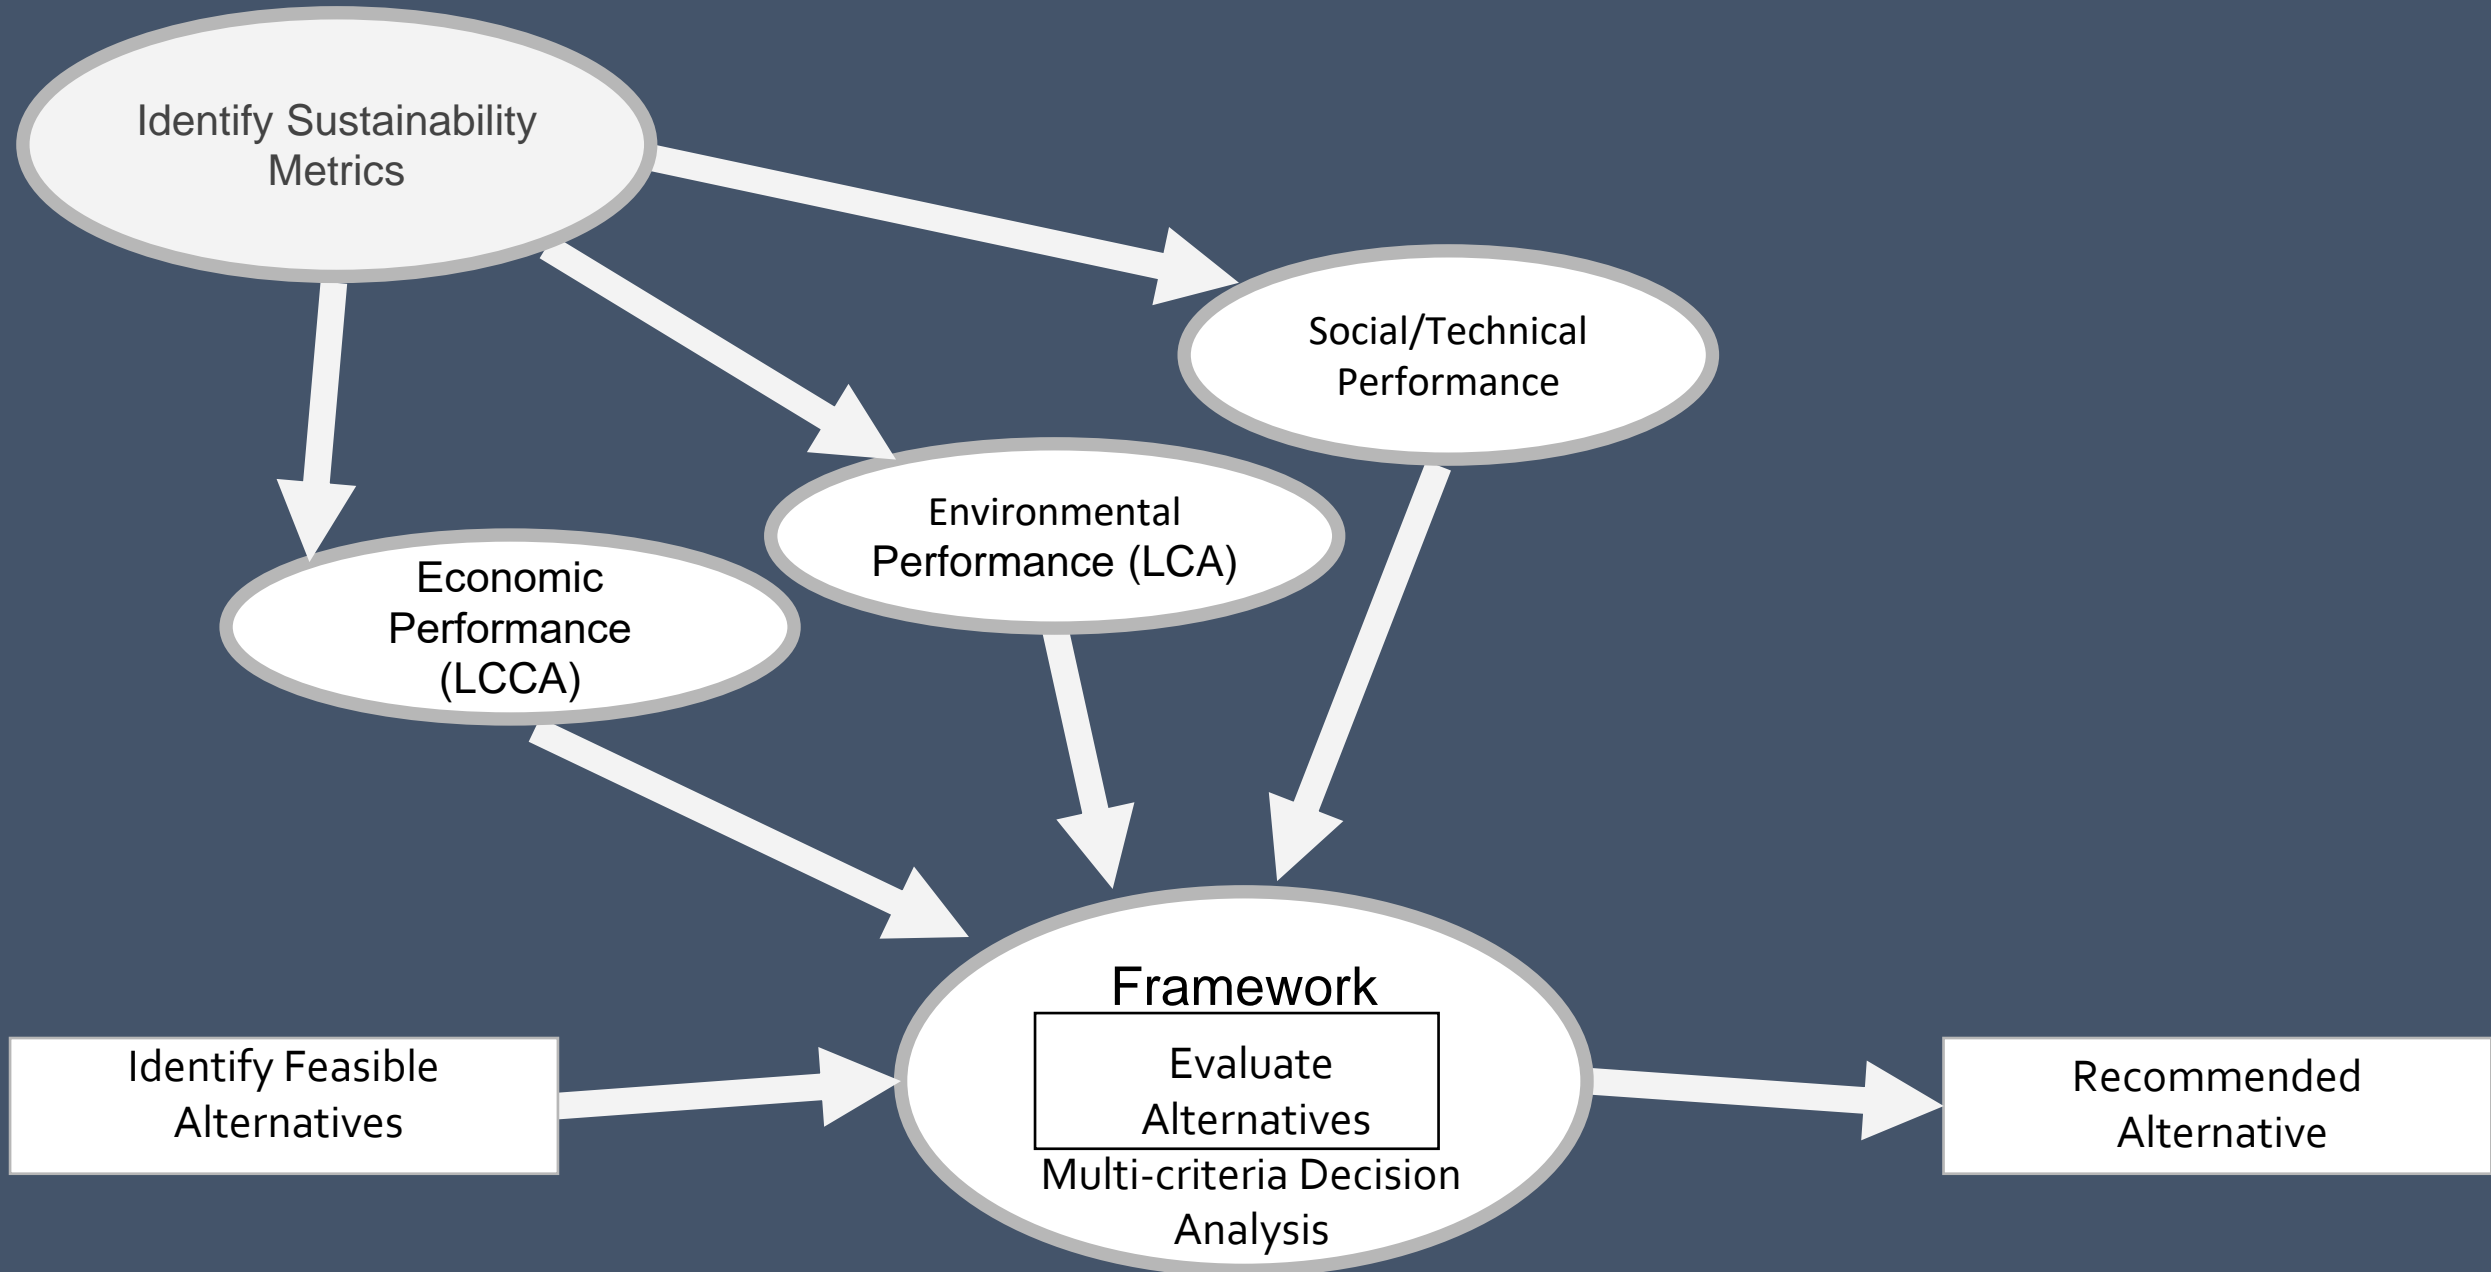 Identify Sustainability
Metrics
Social/Technical
Performance
Environmental
Performance (LCA)
Economic
Performance
(LCCA)
Framework
Evaluate
Alternatives
Multi-criteria Decision
Analysis
Identify Feasible
Alternatives
Recommended
Alternative